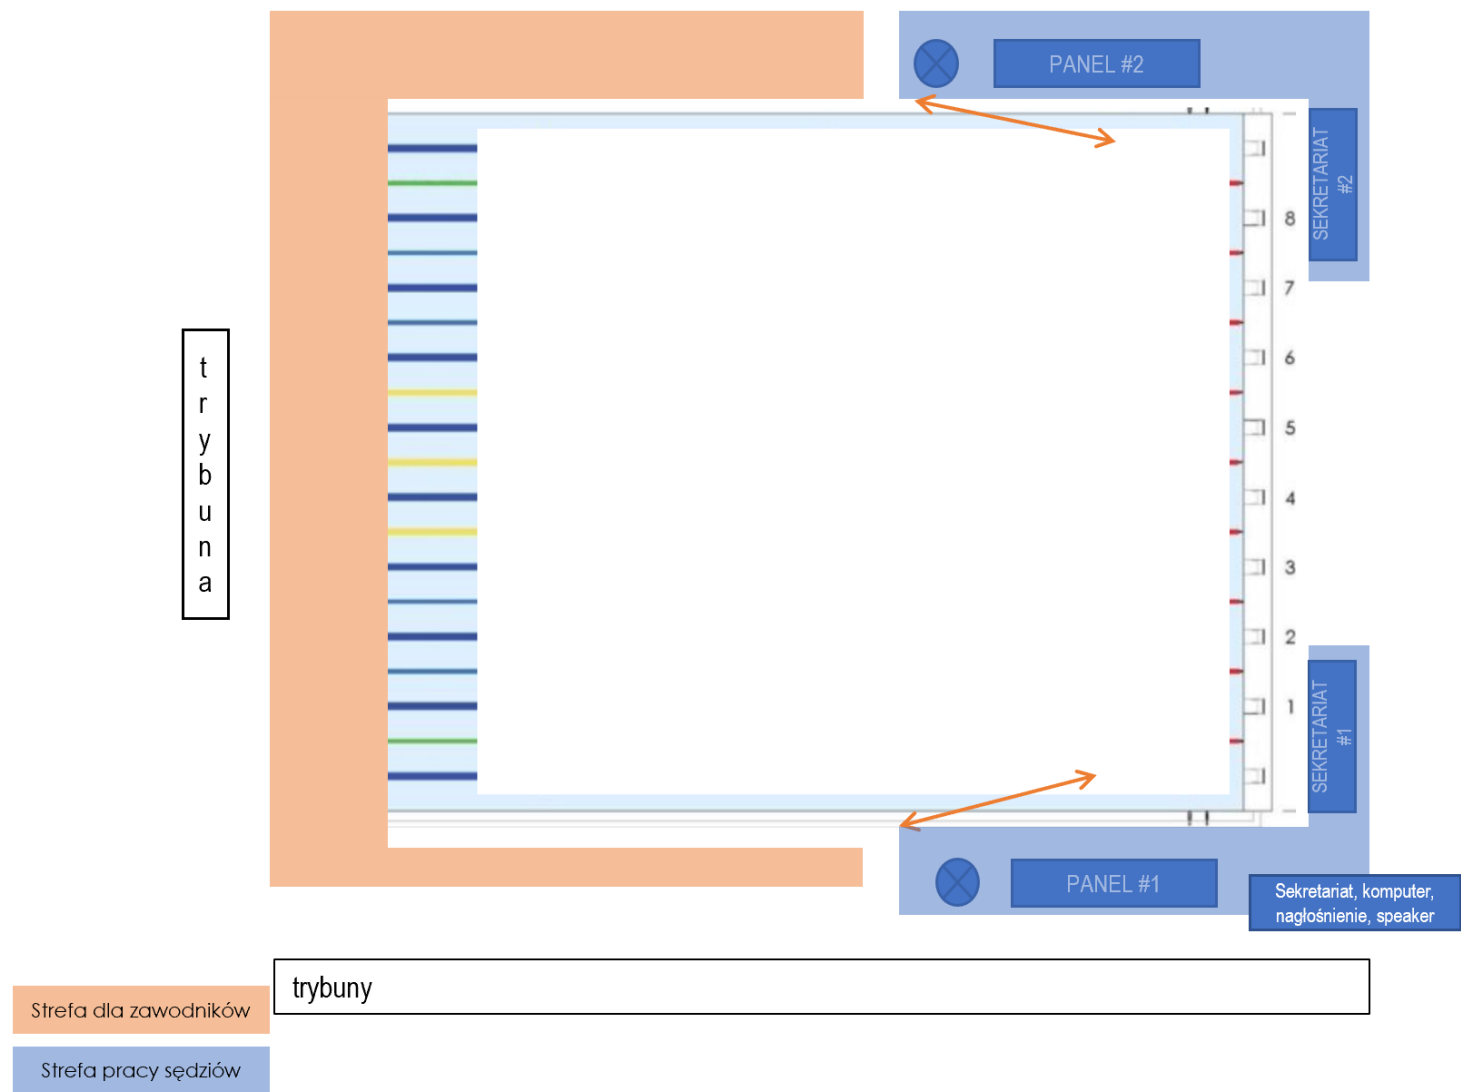 PANEL #2
SEKRETARIAT
#2
8
7
6
5
4
3
2
1
trybuna
SEKRETARIAT
#1
PANEL #1
Sekretariat, komputer,
nagłośnienie, speaker
trybuny
Strefa dla zawodników
Strefa pracy sędziów